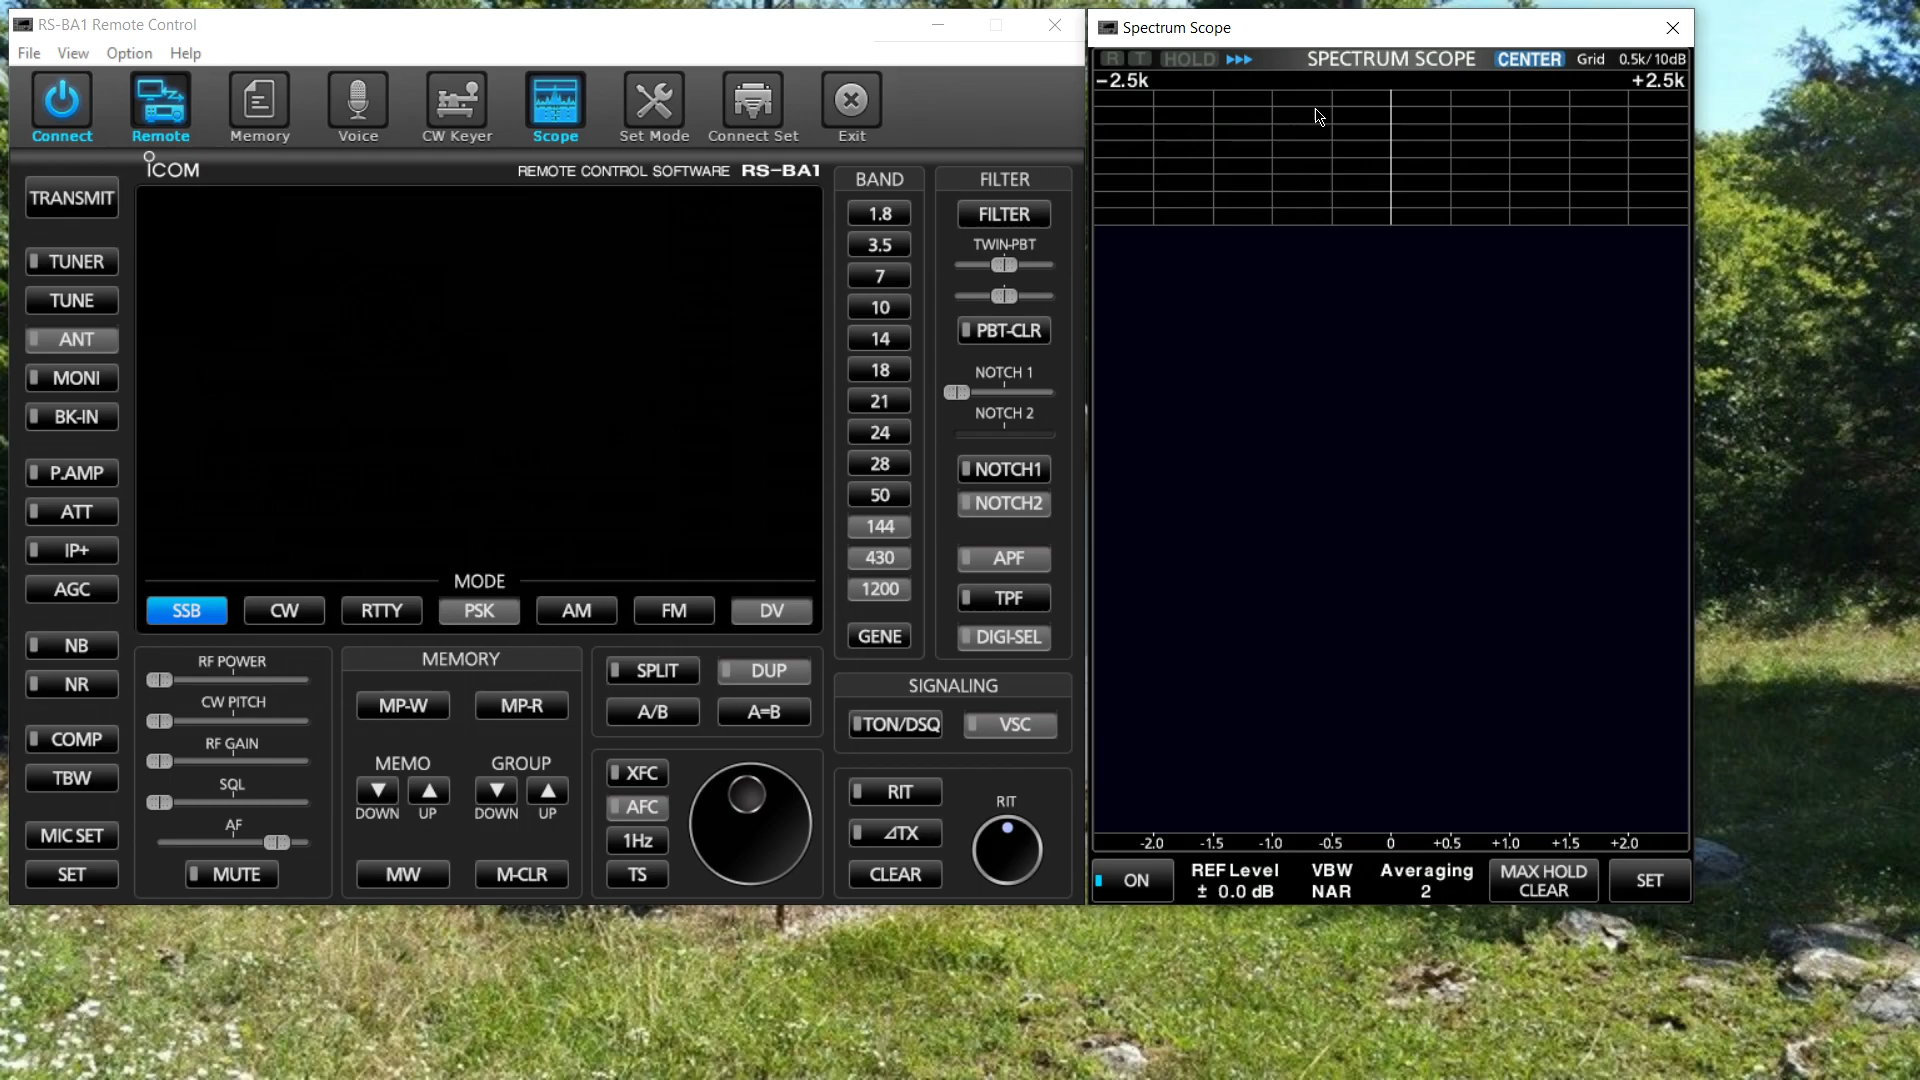 RS-BA1 Remote Control
File View Option Help
Connect Remote Memory Voice CW Keyer Scope Set Mode Connect Set Exit
ICOM
REMOTE CONTROL SOFTWARE RS-BA1
TRANSMIT
TUNER
TUNE
ANT
MONI
BK-IN
P.AMP
ATT
IP+
AGC
NB
NR
COMP
TBW
MIC SET
SET
MODE
SSB CW RTTY PSK AM FM DV
RF POWER
CW PITCH
RF GAIN
SQL
AF
MUTE
MEMORY
MP-W MP-R
MEMO GROUP
DOWN UP DOWN UP
MW M-CLR
SPLIT DUP
A/B A=B
XFC
AFC
1Hz
TS
BAND
1.8
3.5
7
10
14
18
21
24
28
50
144
430
1200
GENE
FILTER
FILTER
TWIN-PBT
PBT-CLR
NOTCH 1
NOTCH 2
NOTCH1
NOTCH2
APF
TPF
DIGI-SEL
SIGNALING
TON/DSQ VSC
RIT
⊿TX
CLEAR
RIT
Spectrum Scope
R T HOLD SPECTRUM SCOPE CENTER Grid 0.5k/10dB
-2.5k +2.5k
-2.0 -1.5 -1.0 -0.5 0 +0.5 +1.0 +1.5 +2.0
ON
REF Level
± 0.0 dB
VBW
NAR
Averaging
2
MAX HOLD
CLEAR
SET